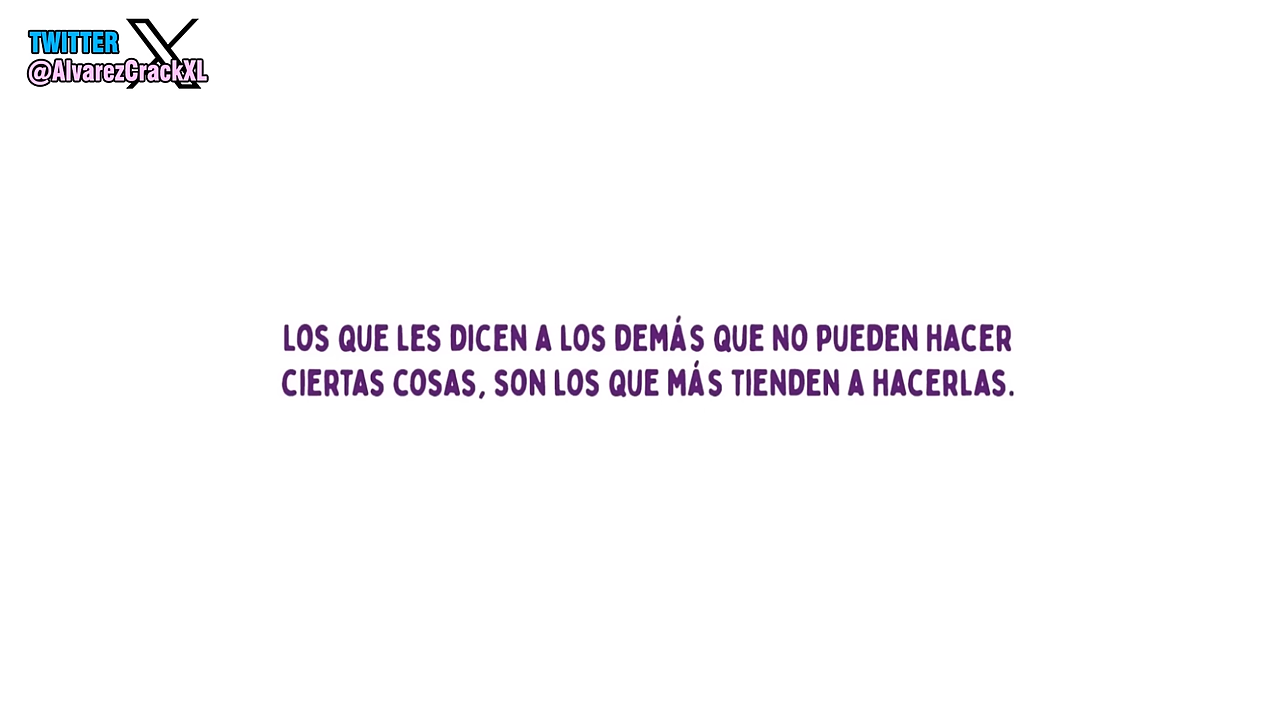 TWITTER
@AlvarezCrackXL
LOS QUE LES DICEN A LOS DEMÁS QUE NO PUEDEN HACER
CIERTAS COSAS, SON LOS QUE MÁS TIENDEN A HACERLAS.